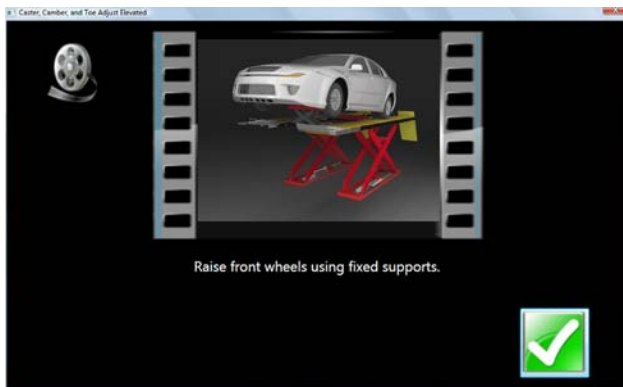 Caster, Camber, and Toe Adjust Elevated
Raise front wheels using fixed supports.